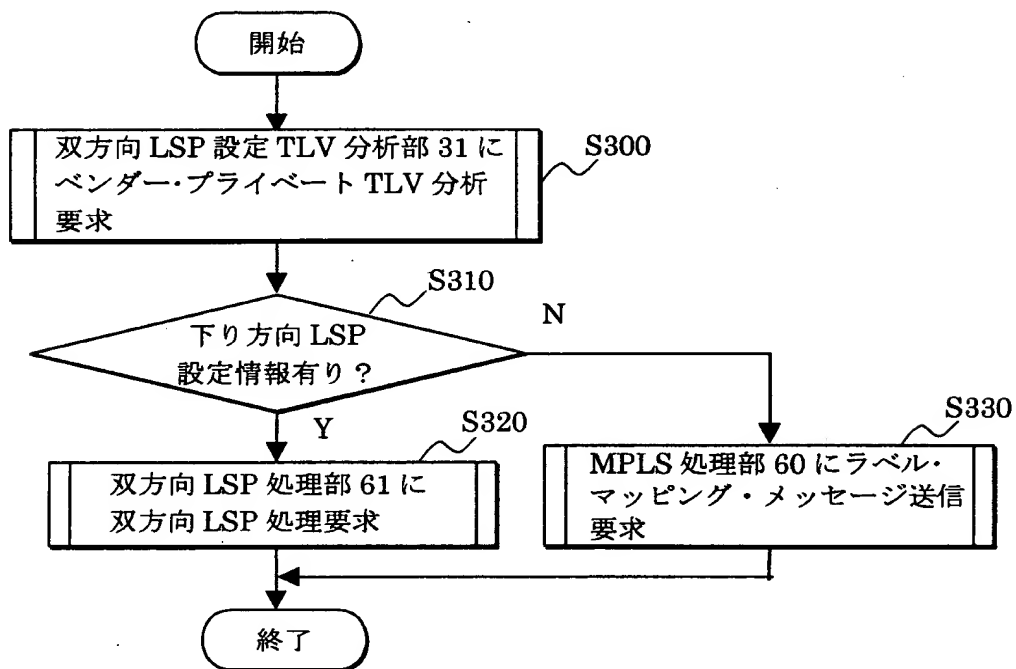 開始
双方向 LSP 設定 TLV 分析部 31 に
ベンダー・プライベート TLV 分析
要求
S300
S310
下り方向 LSP
設定情報有り?
N
Y
S320
双方向 LSP 処理部 61 に
双方向 LSP 処理要求
S330
MPLS 処理部 60 にラベル・
マッピング・メッセージ送信
要求
終了